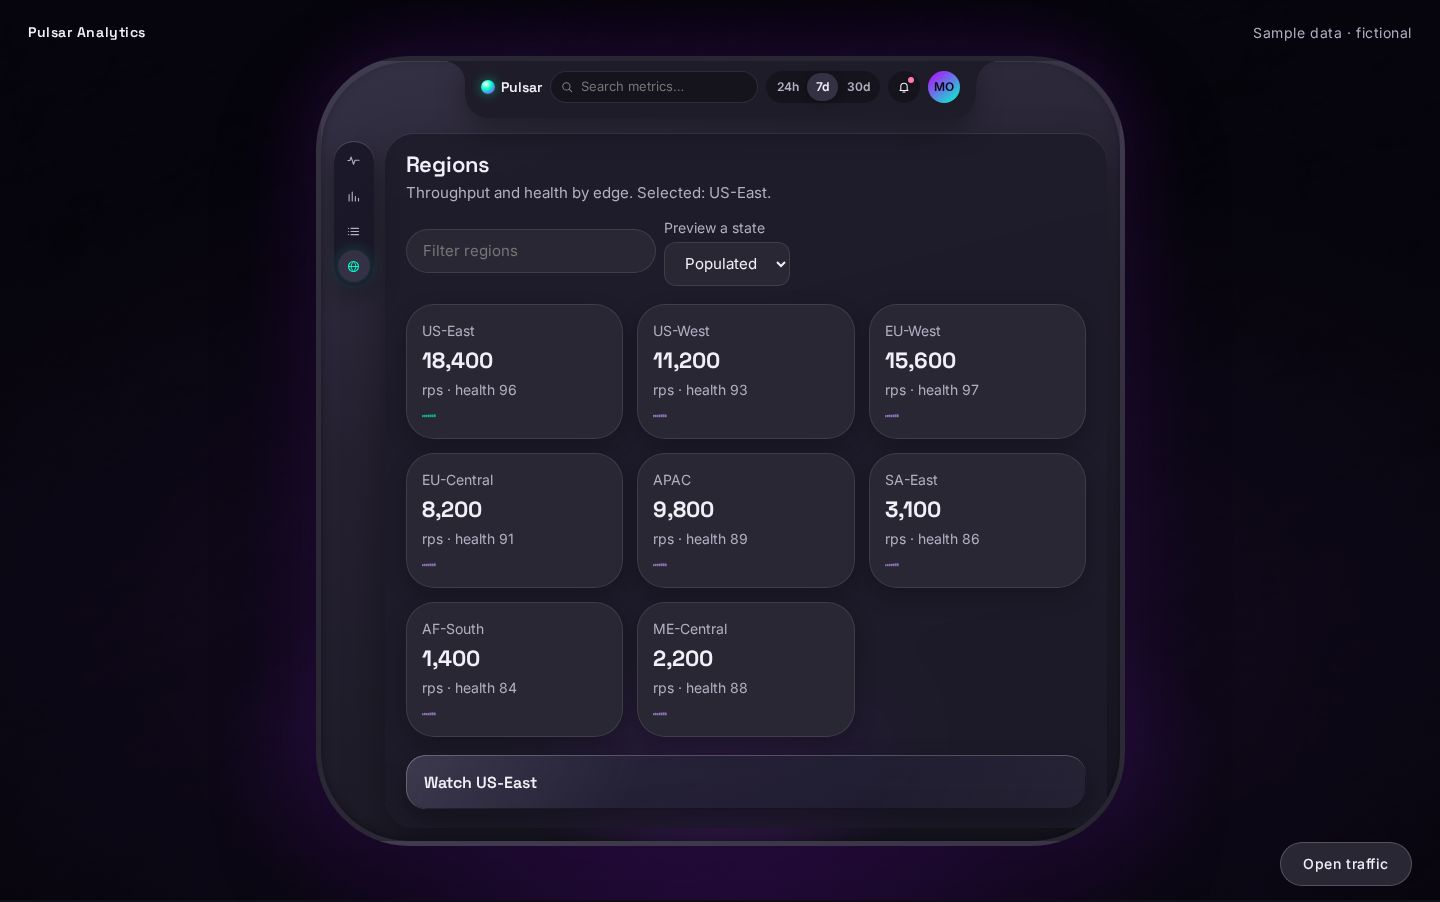 Pulsar Analytics
Sample data · fictional
Pulsar
Search metrics...
24h 7d 30d
MO
Regions
Throughput and health by edge. Selected: US-East.
Filter regions
Preview a state
Populated
US-East
18,400
rps · health 96
US-West
11,200
rps · health 93
EU-West
15,600
rps · health 97
EU-Central
8,200
rps · health 91
APAC
9,800
rps · health 89
SA-East
3,100
rps · health 86
AF-South
1,400
rps · health 84
ME-Central
2,200
rps · health 88
Watch US-East
Open traffic